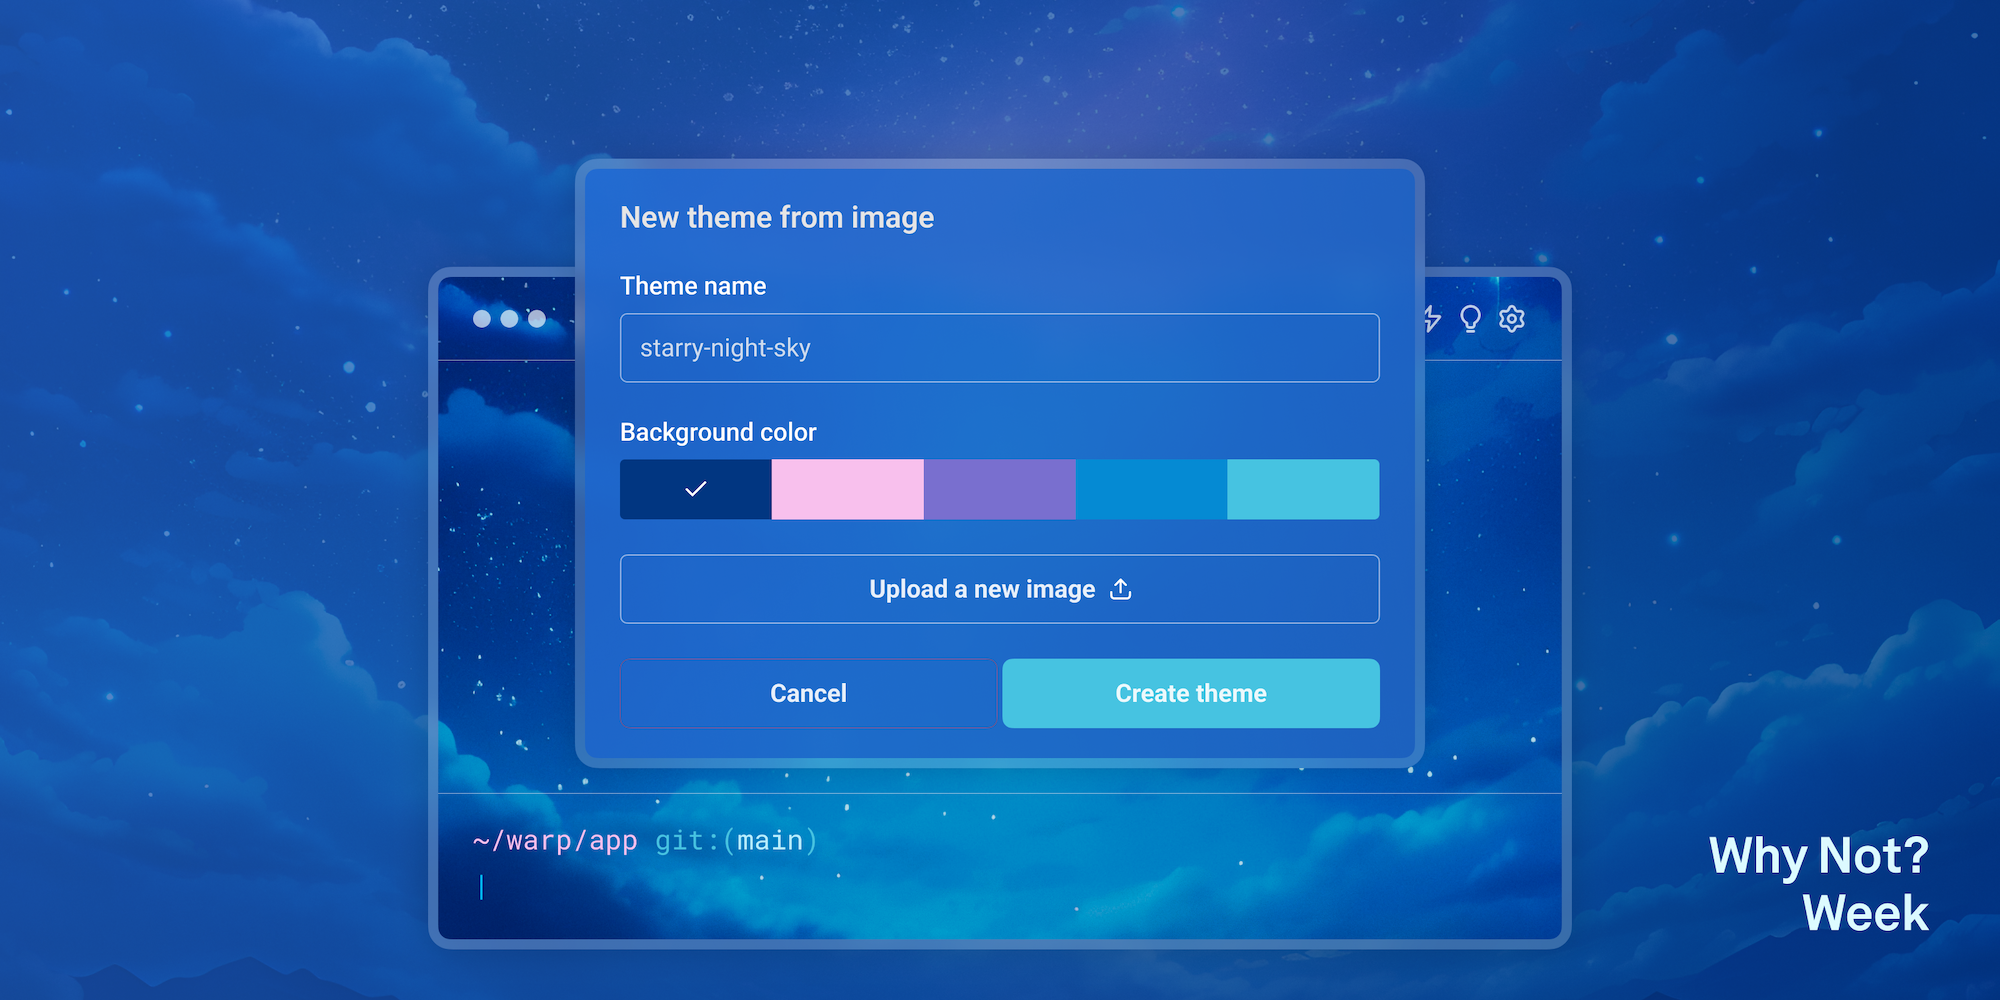 New theme from image
Theme name
starry-night-sky
Background color
Upload a new image
Cancel
Create theme
~/warp/app git:(main)
Why Not?
Week